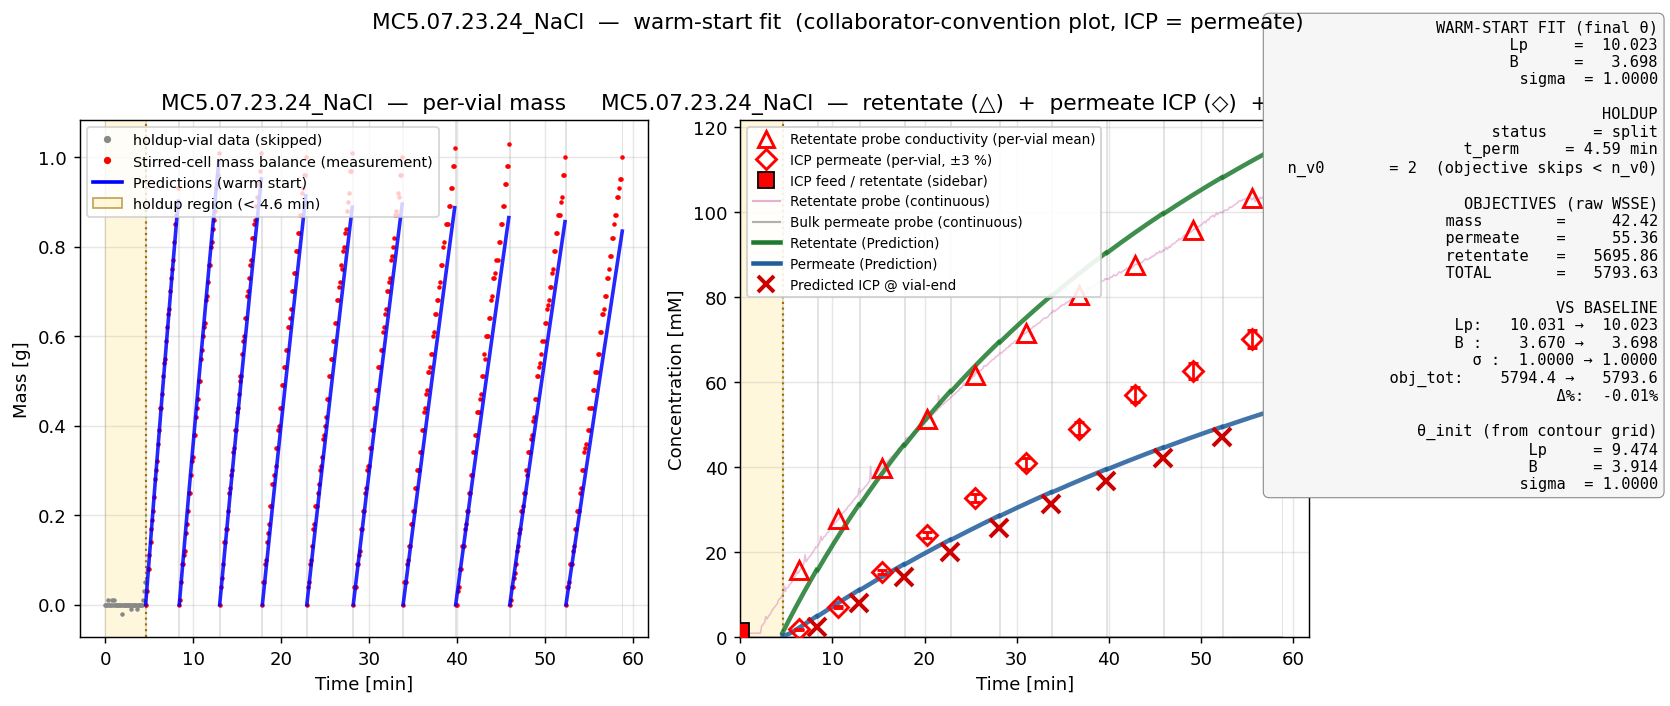 MC5.07.23.24_NaCl — warm-start fit (collaborator-convention plot, ICP = permeate)
MC5.07.23.24_NaCl — per-vial mass
holdup-vial data (skipped)
Stirred-cell mass balance (measurement)
Predictions (warm start)
holdup region (< 4.6 min)
Mass [g]
1.0
0.8
0.6
0.4
0.2
0.0
0 10 20 30 40 50 60
Time [min]
MC5.07.23.24_NaCl — retentate (△) + permeate ICP (◇) +
Retentate probe conductivity (per-vial mean)
ICP permeate (per-vial, ±3 %)
ICP feed / retentate (sidebar)
Retentate probe (continuous)
Bulk permeate probe (continuous)
Retentate (Prediction)
Permeate (Prediction)
Predicted ICP @ vial-end
Concentration [mM]
120
100
80
60
40
20
0
0 10 20 30 40 50 60
Time [min]
WARM-START FIT (final θ)
Lp = 10.023
B = 3.698
sigma = 1.0000
HOLDUP
status = split
t_perm = 4.59 min
n_v0 = 2 (objective skips < n_v0)
OBJECTIVES (raw WSSE)
mass = 42.42
permeate = 55.36
retentate = 5695.86
TOTAL = 5793.63
VS BASELINE
Lp: 10.031 → 10.023
B : 3.670 → 3.698
σ : 1.0000 → 1.0000
obj_tot: 5794.4 → 5793.6
Δ%: -0.01%
θ_init (from contour grid)
Lp = 9.474
B = 3.914
sigma = 1.0000